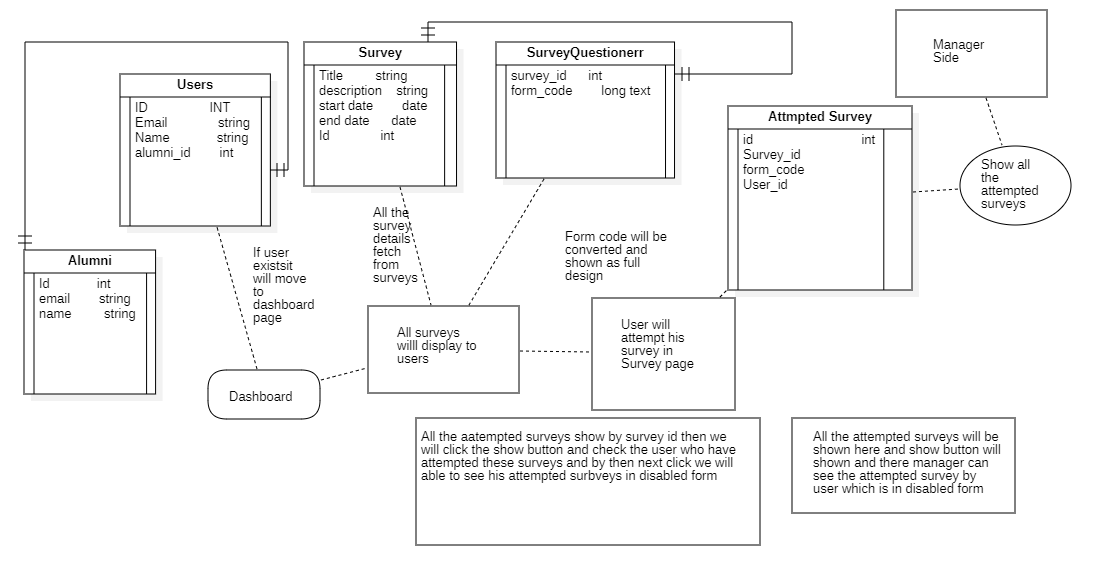 Users
ID INT
Email string
Name string
alumni_id int
Survey
Title string
description string
start date date
end date date
Id int
SurveyQuestionerr
survey_id int
form_code long text
Attmpted Survey
id int
Survey_id
form_code
User_id
Manager
Side
Show all
the
attempted
surveys
Alumni
Id int
email string
name string
If user
existsit
will move
to
dashboard
page
All the
survey
details
fetch
from
surveys
Form code will be
converted and
shown as full
design
Dashboard
All surveys
willl display to
users
User will
attempt his
survey in
Survey page
All the aatempted surveys show by survey id then we
will click the show button and check the user who have
attempted these surveys and by then next click we will
able to see his attempted surbveys in disabled form
All the attempted surveys will be
shown here and show button will
shown and there manager can
see the attempted survey by
user which is in disabled form